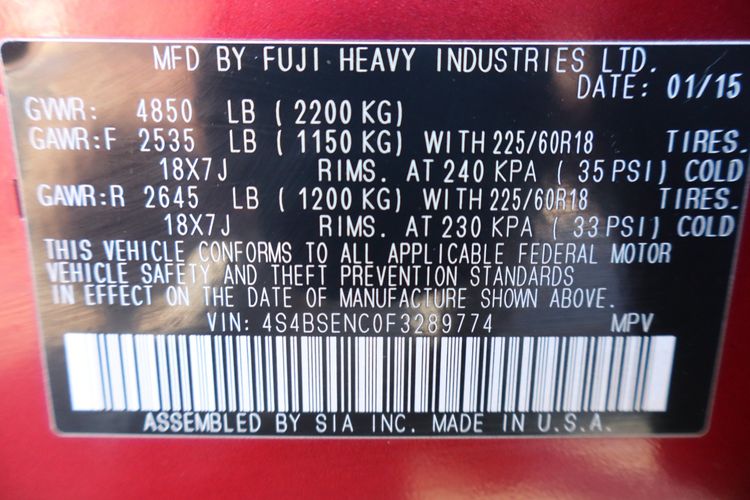 MFD BY FUJI HEAVY INDUSTRIES LTD.
DATE: 01/15
GVWR: 4850 LB ( 2200 KG)
GAWR:F 2535 LB ( 1150 KG) WITH 225/60R18 TIRES.
18X7J RIMS. AT 240 KPA ( 35 PSI) COLD
GAWR:R 2645 LB ( 1200 KG) WITH 225/60R18 TIRES.
18X7J RIMS. AT 230 KPA ( 33 PSI) COLD
THIS VEHICLE CONFORMS TO ALL APPLICABLE FEDERAL MOTOR
VEHICLE SAFETY AND THEFT PREVENTION STANDARDS
IN EFFECT ON THE DATE OF MANUFACTURE SHOWN ABOVE.
VIN: 4S4BSENC0F3289774 MPV
ASSEMBLED BY SIA INC. MADE IN U.S.A.